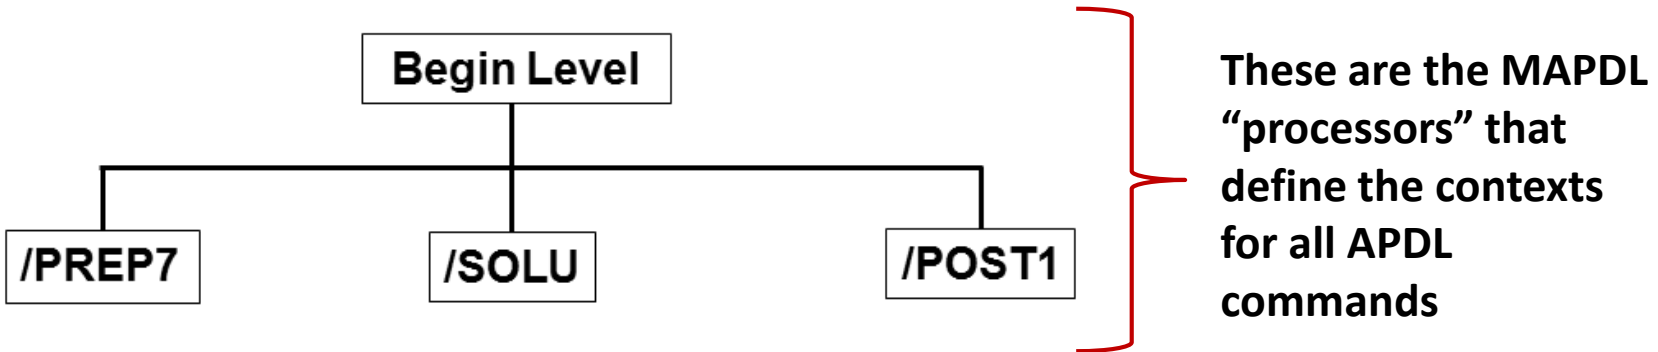 Begin Level
/PREP7
/SOLU
/POST1
These are the MAPDL
“processors” that
define the contexts
for all APDL
commands